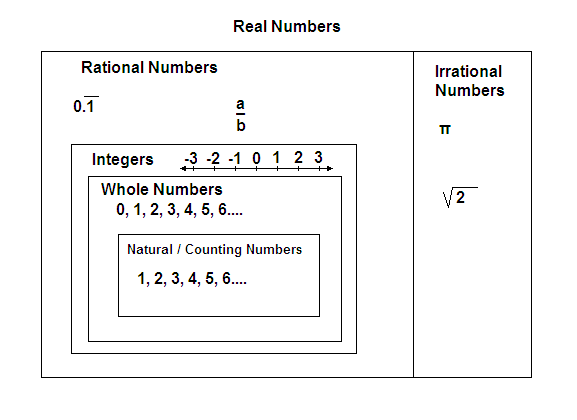 Real Numbers
Rational Numbers
0.1̅
a
b
Integers
-3 -2 -1 0 1 2 3
Whole Numbers
0, 1, 2, 3, 4, 5, 6....
Natural / Counting Numbers
1, 2, 3, 4, 5, 6....
Irrational
Numbers
π
√2